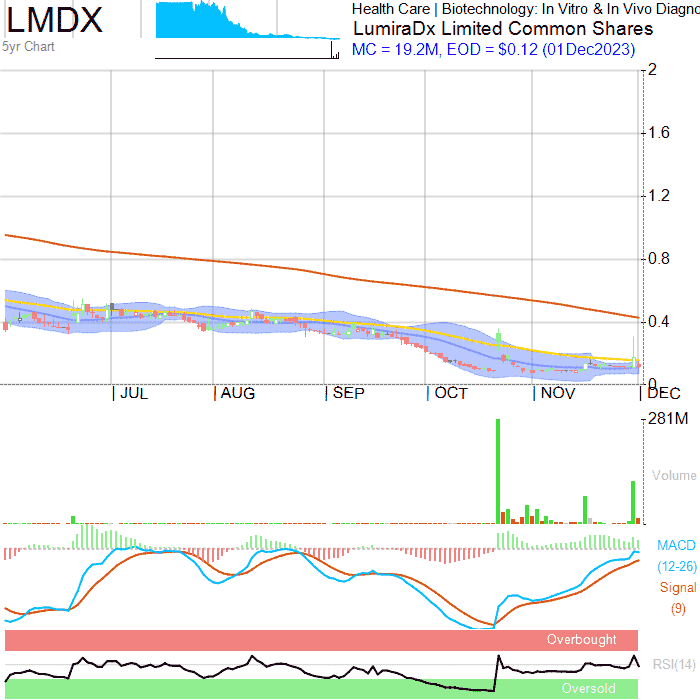 LMDX
5yr Chart
Health Care | Biotechnology: In Vitro & In Vivo Diagno
LumiraDx Limited Common Shares
MC = 19.2M, EOD = $0.12 (01Dec2023)
2
1.6
1.2
0.8
0.4
0
JUL
AUG
SEP
OCT
NOV
DEC
281M
Volume
MACD
(12-26)
Signal
(9)
Overbought
RSI(14)
Oversold